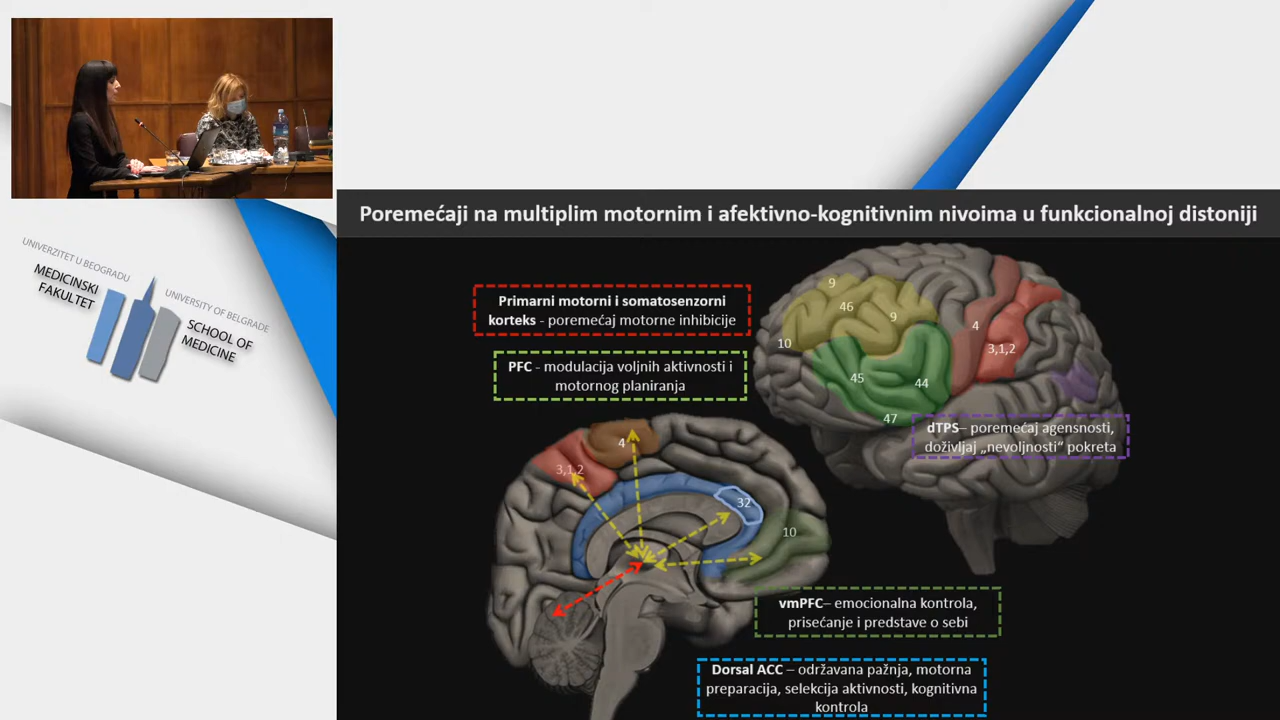 UNIVERZITET U BEOGRADU
MEDICINSKI
FAKULTET
UNIVERSITY OF BELGRADE
SCHOOL OF
MEDICINE
Poremećaji na multiplim motornim i afektivno-kognitivnim nivoima u funkcionalnoj distoniji
Primarni motorni i somatosenzorni
korteks - poremećaj motorne inhibicije
PFC - modulacija voljnih aktivnosti i
motornog planiranja
9
46
9
10
4
3,1,2
45
44
47
dTPS– poremećaj agensnosti,
doživljaj „nevoljnosti“ pokreta
4
3,1,2
32
10
vmPFC– emocionalna kontrola,
prisećanje i predstave o sebi
Dorsal ACC – održavana pažnja, motorna
preparacija, selekcija aktivnosti, kognitivna
kontrola